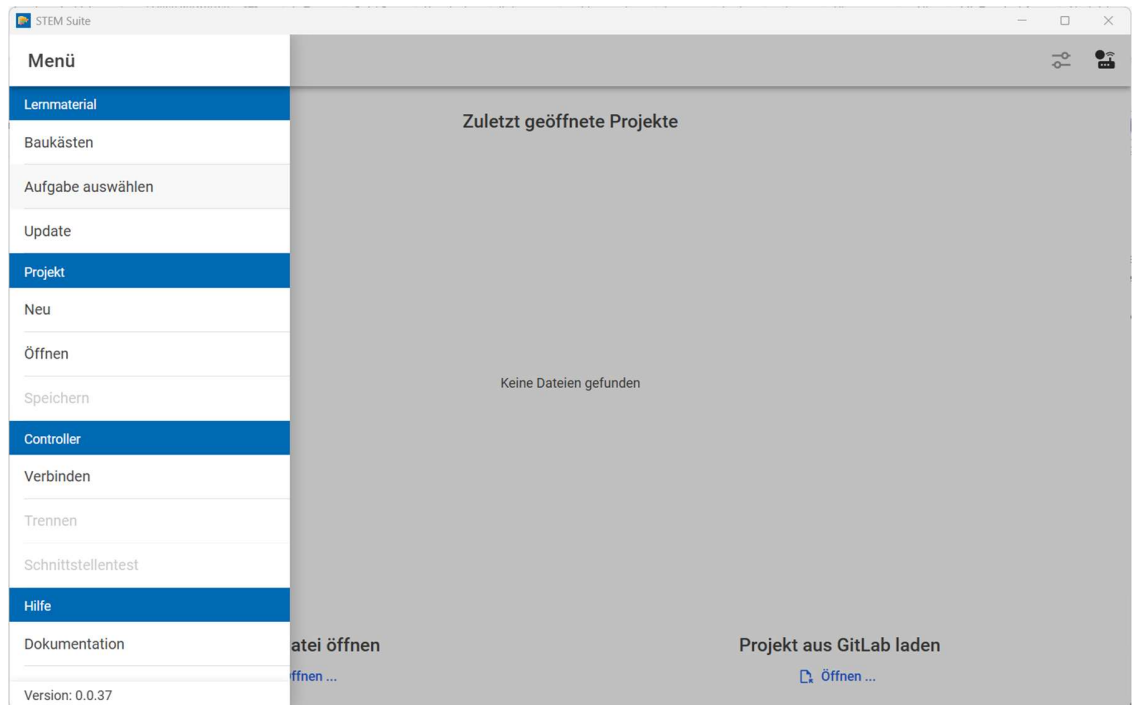 STEM Suite
Menü
Lernmaterial
Baukästen
Aufgabe auswählen
Update
Projekt
Neu
Öffnen
Speichern
Controller
Verbinden
Trennen
Schnittstellentest
Hilfe
Dokumentation
Version: 0.0.37
Zuletzt geöffnete Projekte
Keine Dateien gefunden
atei öffnen
ffnen ...
Projekt aus GitLab laden
Öffnen ...